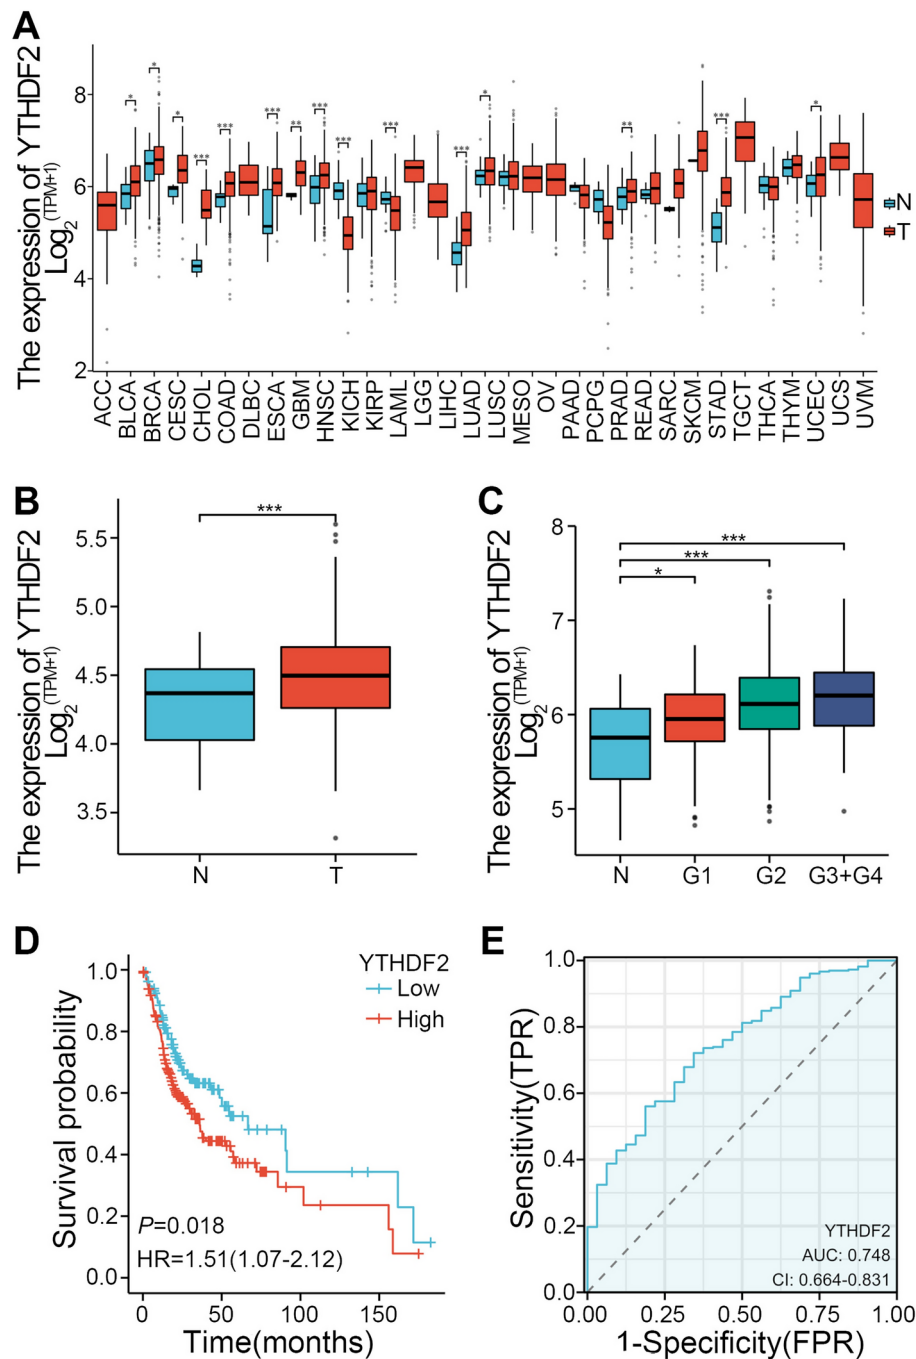 A
The expression of YTHDF2
Log2(TPM+1)
8
6
4
2
* * * *** *** *** ** *** *** *** *** * ** *** *
N
T
ACC BLCA BRCA CESC CHOL COAD DLBC ESCA GBM HNSC KICH KIRP LAML LGG LIHC LUAD LUSC MESO OV PAAD PCPG PRAD READ SARC SKCM STAD TGCT THCA THYM UCEC UCS UVM
B
The expression of YTHDF2
Log2(TPM+1)
***
5.5
5.0
4.5
4.0
3.5
N T
C
The expression of YTHDF2
Log2(TPM+1)
***
***
*
8
7
6
5
N G1 G2 G3+G4
D
Survival probability
YTHDF2
Low
High
1.0
0.8
0.6
0.4
0.2
0.0
P=0.018
HR=1.51(1.07-2.12)
0 50 100 150
Time(months)
E
Sensitivity(TPR)
1.0
0.8
0.6
0.4
0.2
0.0
YTHDF2
AUC: 0.748
CI: 0.664-0.831
0.00 0.25 0.50 0.75 1.00
1-Specificity(FPR)